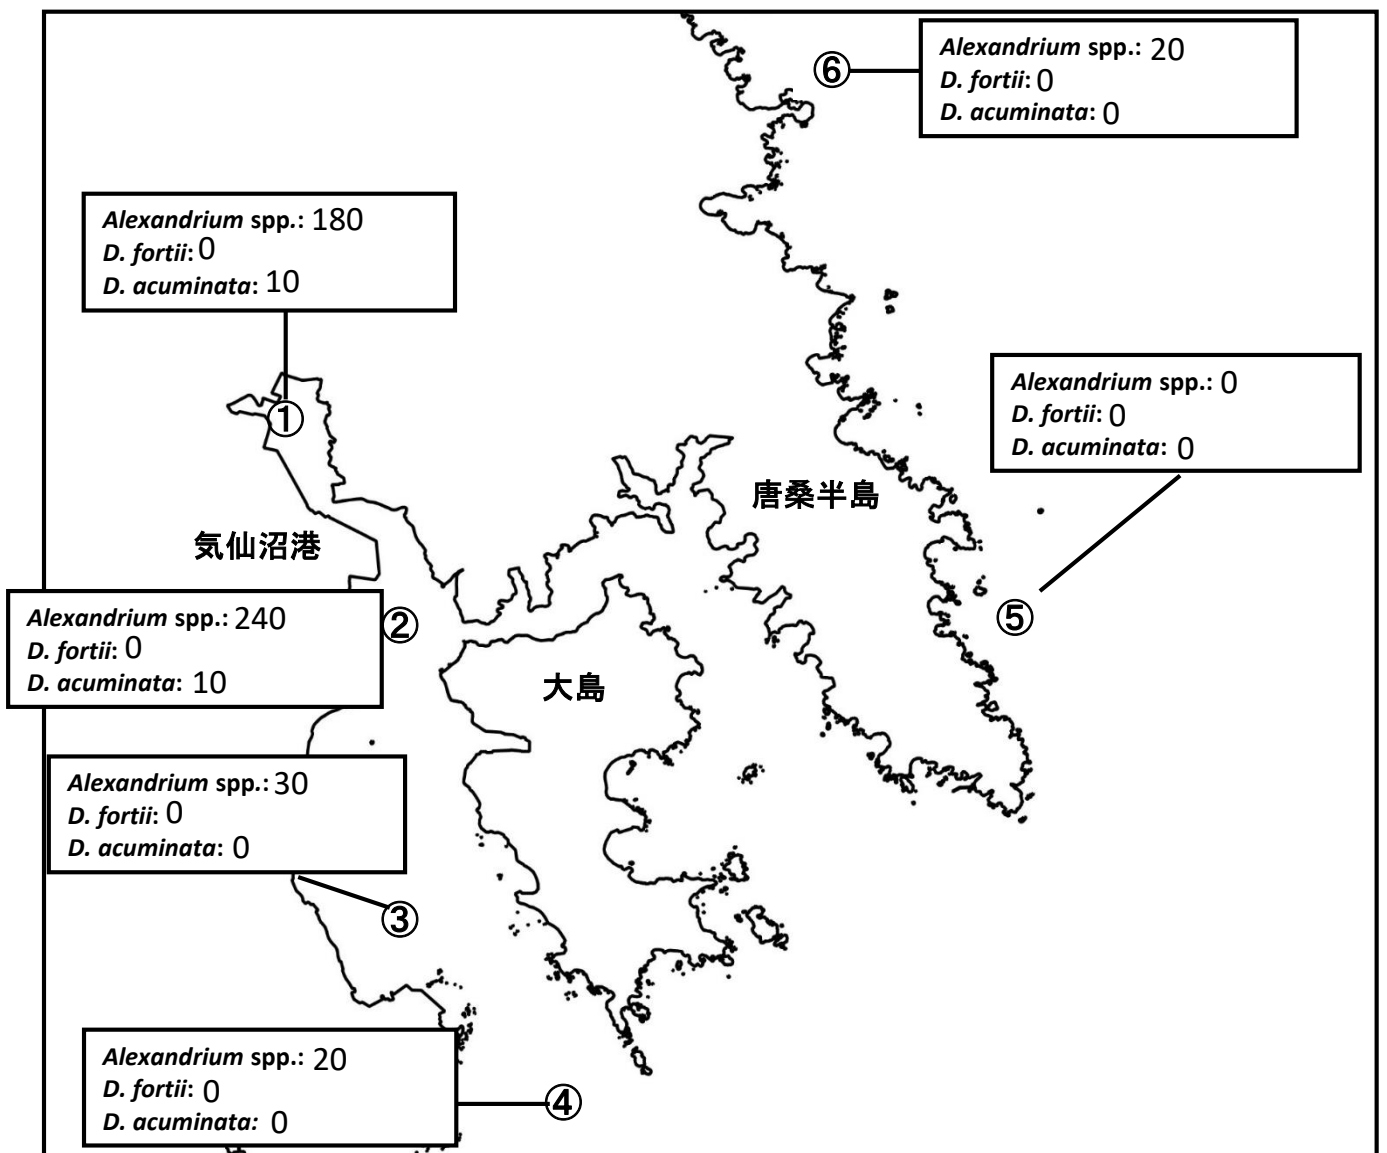 Alexandrium spp.: 20
D. fortii: 0
D. acuminata: 0
⑥
Alexandrium spp.: 180
D. fortii: 0
D. acuminata: 10
①
Alexandrium spp.: 0
D. fortii: 0
D. acuminata: 0
⑤
唐桑半島
気仙沼港
Alexandrium spp.: 240
D. fortii: 0
D. acuminata: 10
②
大島
Alexandrium spp.: 30
D. fortii: 0
D. acuminata: 0
③
Alexandrium spp.: 20
D. fortii: 0
D. acuminata: 0
④